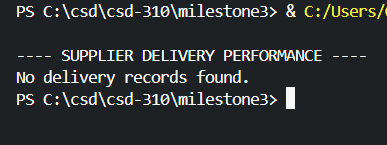 PS C:\csd\csd-310\milestone3> & C:/Users/
---- SUPPLIER DELIVERY PERFORMANCE ----
No delivery records found.
PS C:\csd\csd-310\milestone3>